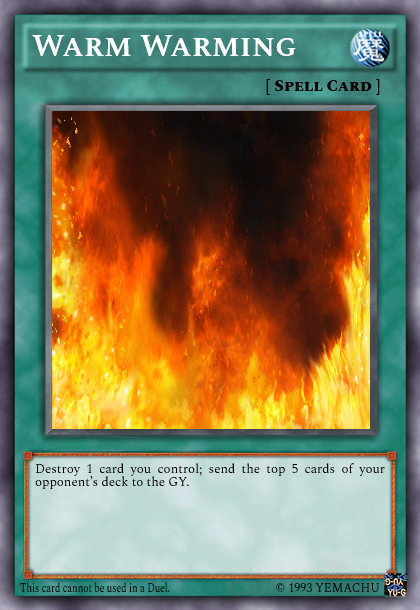 Warm Warming
魔
[ Spell Card ]
Destroy 1 card you control; send the top 5 cards of your
opponent's deck to the GY.
This card cannot be used in a Duel.
© 1993 YEMACHU